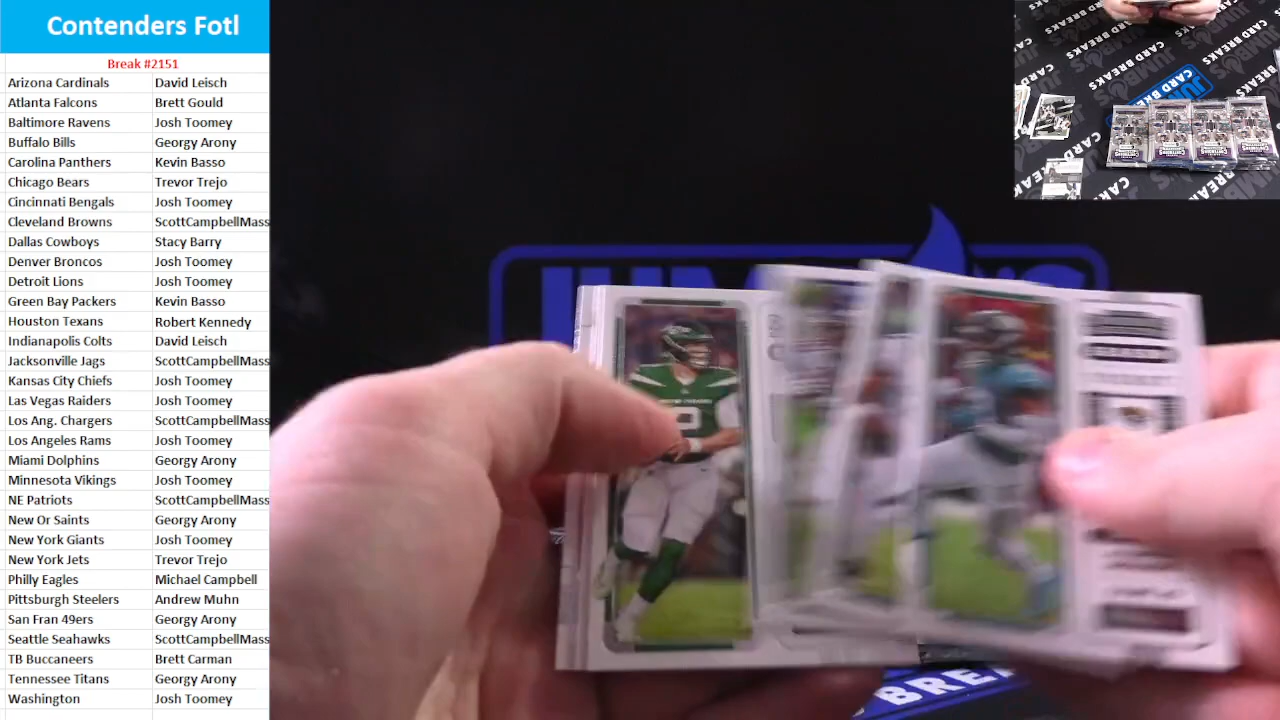 Contenders Fotl
Break #2151
Arizona Cardinals David Leisch
Atlanta Falcons Brett Gould
Baltimore Ravens Josh Toomey
Buffalo Bills Georgy Arony
Carolina Panthers Kevin Basso
Chicago Bears Trevor Trejo
Cincinnati Bengals Josh Toomey
Cleveland Browns ScottCampbellMass
Dallas Cowboys Stacy Barry
Denver Broncos Josh Toomey
Detroit Lions Josh Toomey
Green Bay Packers Kevin Basso
Houston Texans Robert Kennedy
Indianapolis Colts David Leisch
Jacksonville Jags ScottCampbellMass
Kansas City Chiefs Josh Toomey
Las Vegas Raiders Josh Toomey
Los Ang. Chargers ScottCampbellMass
Los Angeles Rams Josh Toomey
Miami Dolphins Georgy Arony
Minnesota Vikings Josh Toomey
NE Patriots ScottCampbellMass
New Or Saints Georgy Arony
New York Giants Josh Toomey
New York Jets Trevor Trejo
Philly Eagles Michael Campbell
Pittsburgh Steelers Andrew Muhn
San Fran 49ers Georgy Arony
Seattle Seahawks ScottCampbellMass
TB Buccaneers Brett Carman
Tennessee Titans Georgy Arony
Washington Josh Toomey
CARD BREAKS